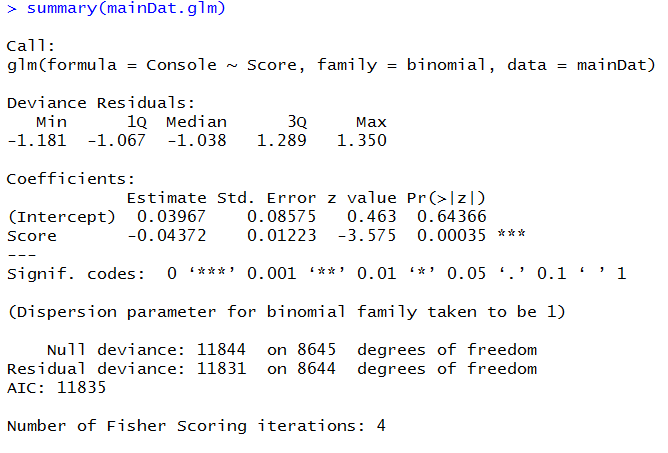 > summary(mainDat.glm)
Call:
glm(formula = Console ~ Score, family = binomial, data = mainDat)
Deviance Residuals:
   Min      1Q  Median      3Q     Max
-1.181  -1.067  -1.038   1.289   1.350
Coefficients:
            Estimate Std. Error z value Pr(>|z|)
(Intercept)  0.03967    0.08575   0.463  0.64366
Score       -0.04372    0.01223  -3.575  0.00035 ***
---
Signif. codes:  0 ‘***’ 0.001 ‘**’ 0.01 ‘*’ 0.05 ‘.’ 0.1 ‘ ’ 1
(Dispersion parameter for binomial family taken to be 1)
    Null deviance: 11844  on 8645  degrees of freedom
Residual deviance: 11831  on 8644  degrees of freedom
AIC: 11835
Number of Fisher Scoring iterations: 4